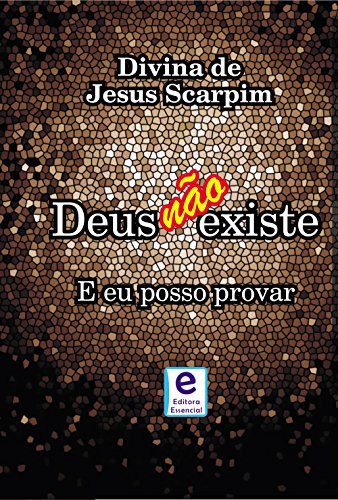 Divina de
Jesus Scarpim
Deus não existe
E eu posso provar
e
Editora
Essencial